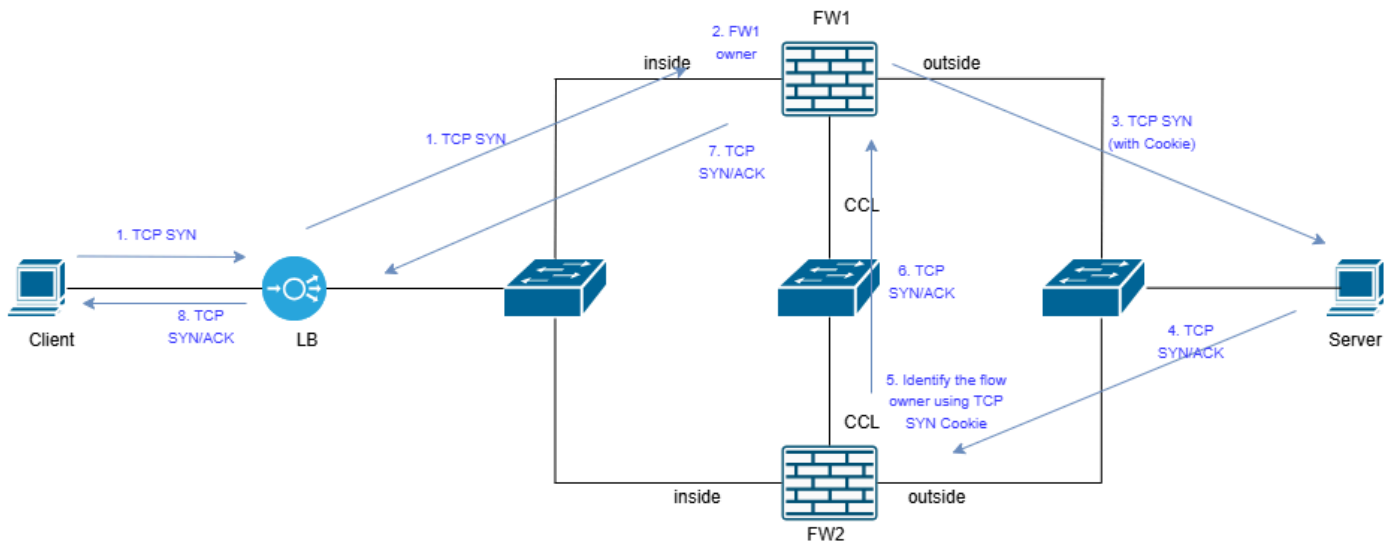 FW1
2. FW1
owner
inside
outside
1. TCP SYN
3. TCP SYN
(with Cookie)
7. TCP
SYN/ACK
CCL
1. TCP SYN
6. TCP
SYN/ACK
8. TCP
SYN/ACK
Client
LB
4. TCP
SYN/ACK
Server
5. Identify the flow
owner using TCP
SYN Cookie
CCL
inside
outside
FW2